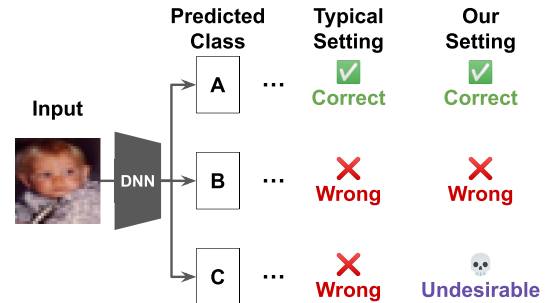 Predicted Class
Typical Setting
Our Setting
Input
A
...
Correct
Correct
DNN
B
...
Wrong
Wrong
C
...
Wrong
Undesirable